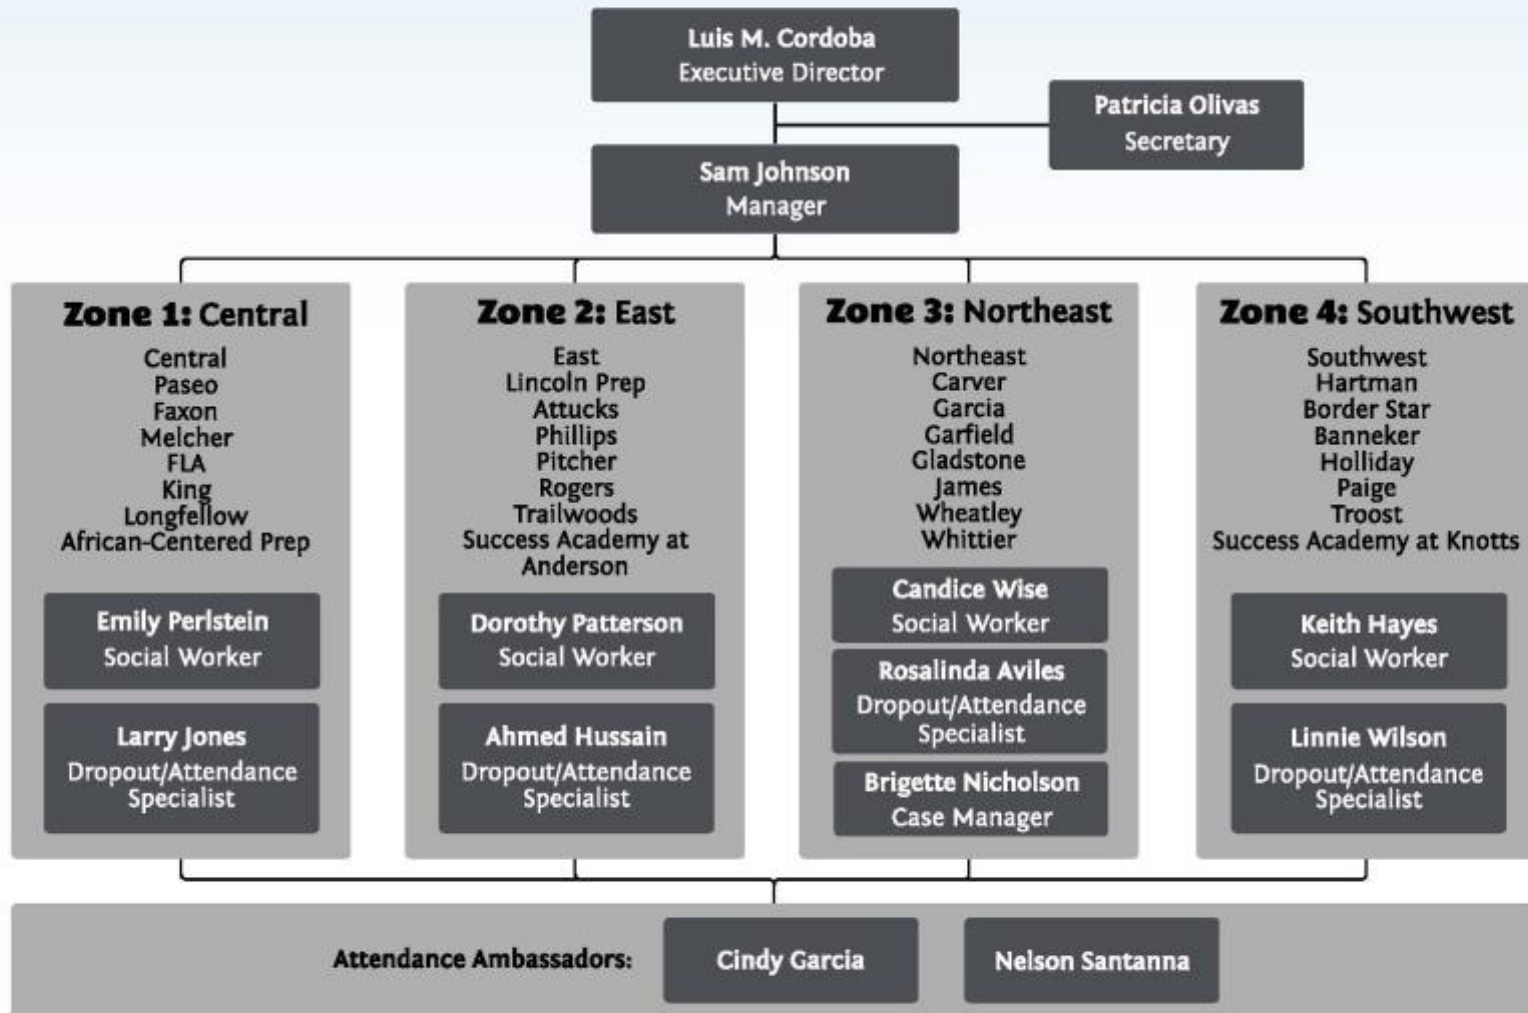 Luis M. Cordoba
Executive Director
Patricia Olivas
Secretary
Sam Johnson
Manager
Zone 1: Central
Central
Paseo
Faxon
Melcher
FLA
King
Longfellow
African-Centered Prep
Emily Perlstein
Social Worker
Larry Jones
Dropout/Attendance
Specialist
Zone 2: East
East
Lincoln Prep
Attucks
Phillips
Pitcher
Rogers
Trailwoods
Success Academy at
Anderson
Dorothy Patterson
Social Worker
Ahmed Hussain
Dropout/Attendance
Specialist
Zone 3: Northeast
Northeast
Carver
Garcia
Garfield
Gladstone
James
Wheatley
Whittier
Candice Wise
Social Worker
Rosalinda Aviles
Dropout/Attendance
Specialist
Brigette Nicholson
Case Manager
Zone 4: Southwest
Southwest
Hartman
Border Star
Banneker
Holliday
Paige
Troost
Success Academy at Knotts
Keith Hayes
Social Worker
Linnie Wilson
Dropout/Attendance
Specialist
Attendance Ambassadors:
Cindy Garcia
Nelson Santanna